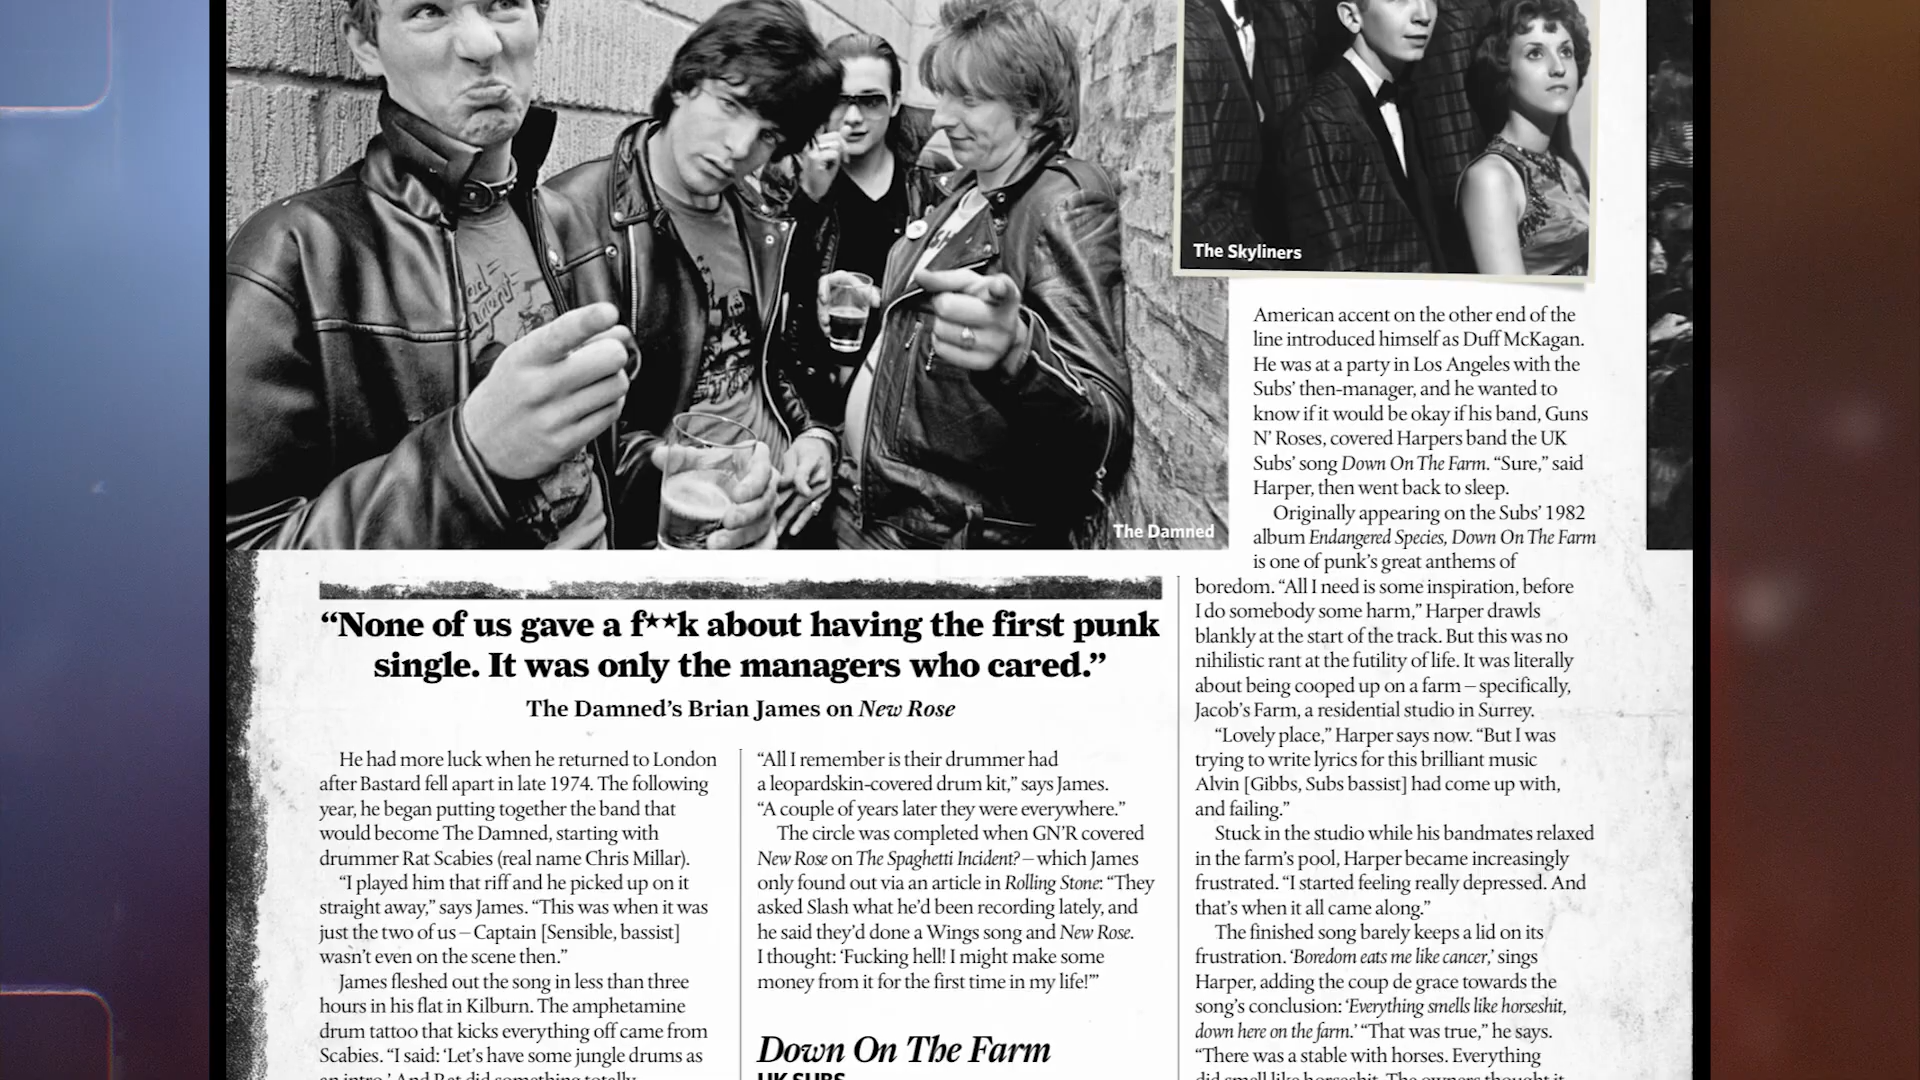 The Skyliners
The Damned
“None of us gave a f**k about having the first punk
single. It was only the managers who cared.”
The Damned’s Brian James on New Rose
He had more luck when he returned to London
after Bastard fell apart in late 1974. The following
year, he began putting together the band that
would become The Damned, starting with
drummer Rat Scabies (real name Chris Millar).
“I played him that riff and he picked up on it
straight away,” says James. “This was when it was
just the two of us – Captain [Sensible, bassist]
wasn’t even on the scene then.”
James fleshed out the song in less than three
hours in his flat in Kilburn. The amphetamine
drum tattoo that kicks everything off came from
Scabies. “I said: ‘Let’s have some jungle drums as
an intro.’ And Rat did something totally
“All I remember is their drummer had
a leopardskin-covered drum kit,” says James.
“A couple of years later they were everywhere.”
The circle was completed when GN’R covered
New Rose on The Spaghetti Incident? – which James
only found out via an article in Rolling Stone: “They
asked Slash what he’d been recording lately, and
he said they’d done a Wings song and New Rose.
I thought: ‘Fucking hell! I might make some
money from it for the first time in my life!’”
Down On The Farm
UK SUBS
American accent on the other end of the
line introduced himself as Duff McKagan.
He was at a party in Los Angeles with the
Subs’ then-manager, and he wanted to
know if it would be okay if his band, Guns
N’ Roses, covered Harpers band the UK
Subs’ song Down On The Farm. “Sure,” said
Harper, then went back to sleep.
Originally appearing on the Subs’ 1982
album Endangered Species, Down On The Farm
is one of punk’s great anthems of
boredom. “All I need is some inspiration, before
I do somebody some harm,” Harper drawls
blankly at the start of the track. But this was no
nihilistic rant at the futility of life. It was literally
about being cooped up on a farm – specifically,
Jacob’s Farm, a residential studio in Surrey.
“Lovely place,” Harper says now. “But I was
trying to write lyrics for this brilliant music
Alvin [Gibbs, Subs bassist] had come up with,
and failing.”
Stuck in the studio while his bandmates relaxed
in the farm’s pool, Harper became increasingly
frustrated. “I started feeling really depressed. And
that’s when it all came along.”
The finished song barely keeps a lid on its
frustration. ‘Boredom eats me like cancer,’ sings
Harper, adding the coup de grace towards the
song’s conclusion: ‘Everything smells like horseshit,
down here on the farm.’ “That was true,” he says.
“There was a stable with horses. Everything
did smell like horseshit. The owners thought it